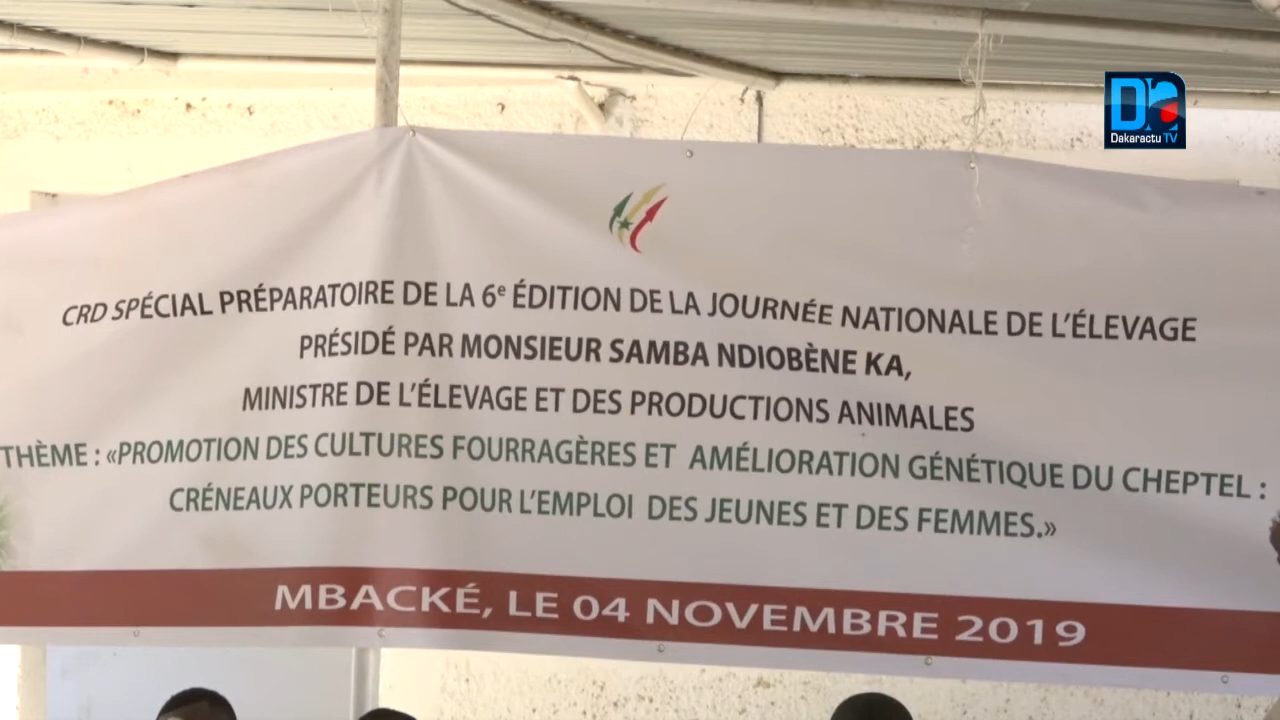 Dakaractu TV
CRD SPÉCIAL PRÉPARATOIRE DE LA 6e ÉDITION DE LA JOURNÉE NATIONALE DE L'ÉLEVAGE
PRÉSIDÉ PAR MONSIEUR SAMBA NDIOBÈNE KA,
MINISTRE DE L'ÉLEVAGE ET DES PRODUCTIONS ANIMALES
THÈME : «PROMOTION DES CULTURES FOURRAGÈRES ET AMÉLIORATION GÉNÉTIQUE DU CHEPTEL :
CRÉNEAUX PORTEURS POUR L'EMPLOI DES JEUNES ET DES FEMMES.»
MBACKÉ, LE 04 NOVEMBRE 2019